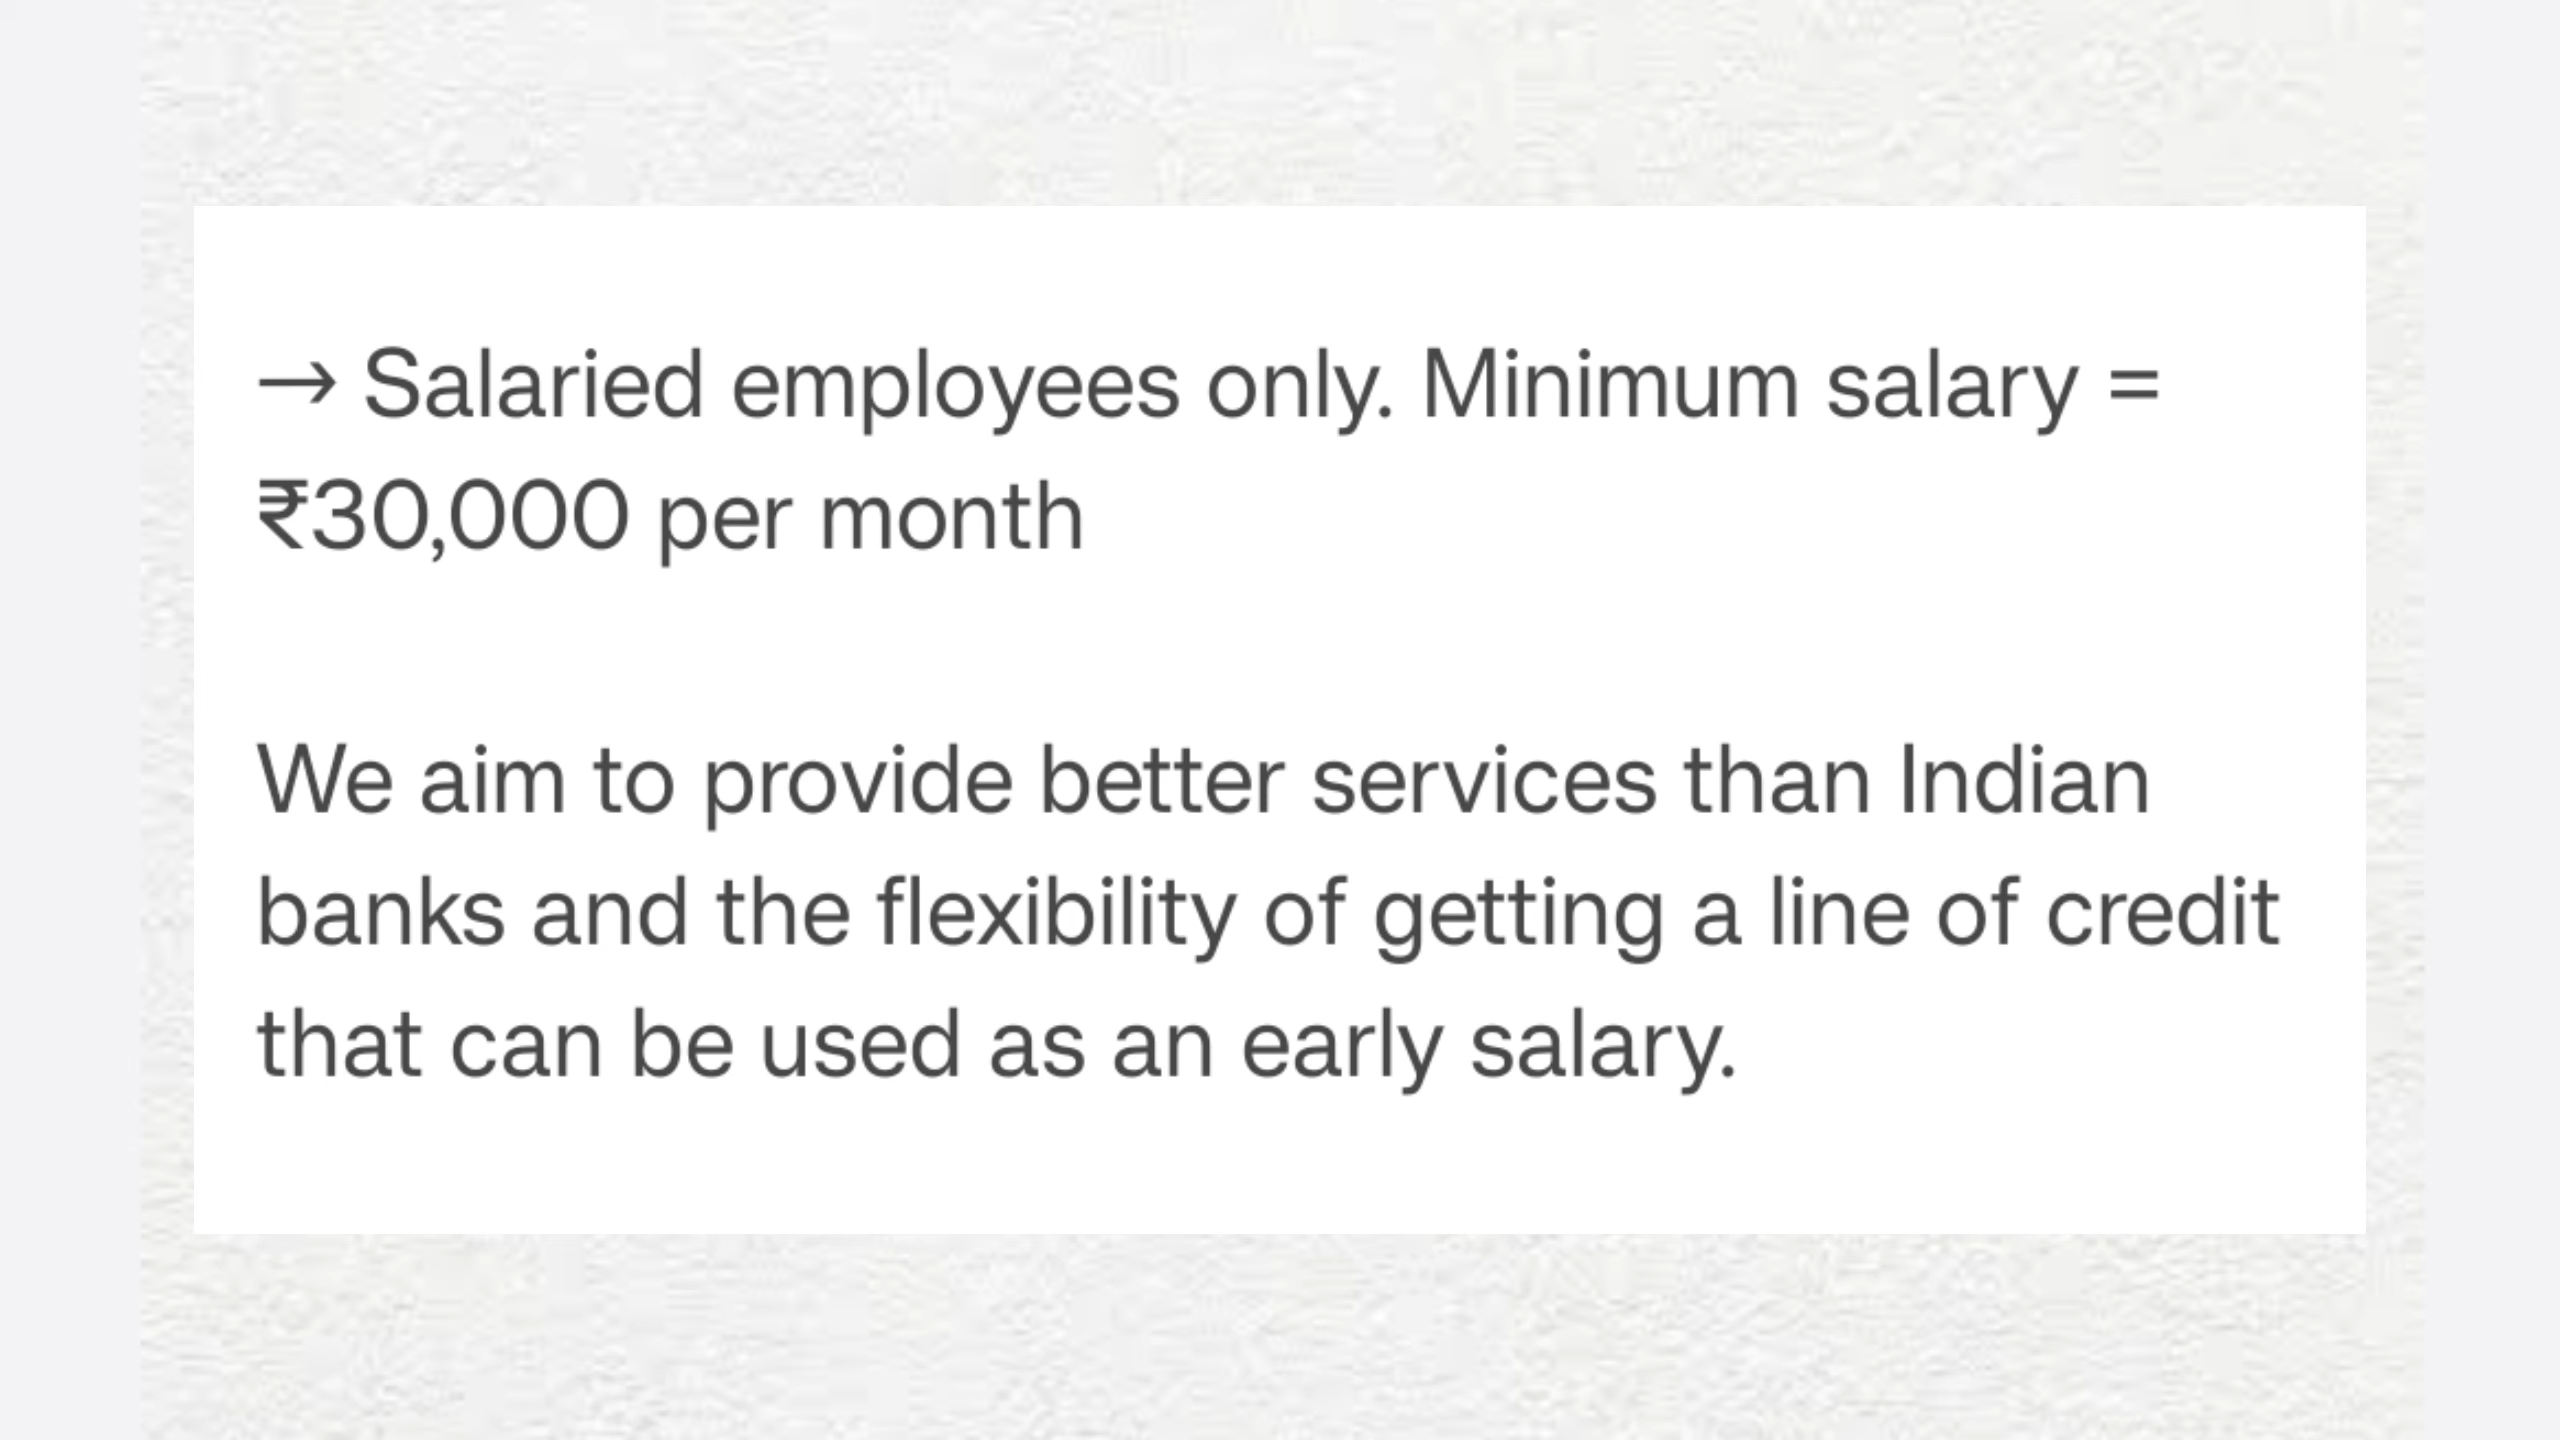 → Salaried employees only. Minimum salary =
₹30,000 per month
We aim to provide better services than Indian
banks and the flexibility of getting a line of credit
that can be used as an early salary.